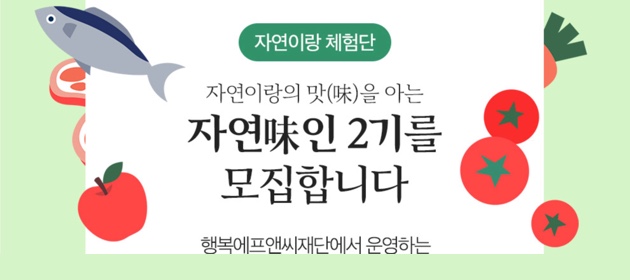 자연이랑 체험단
자연이랑의 맛(味)을 아는
자연味인 2기를
모집합니다
행복에프앤씨재단에서 운영하는